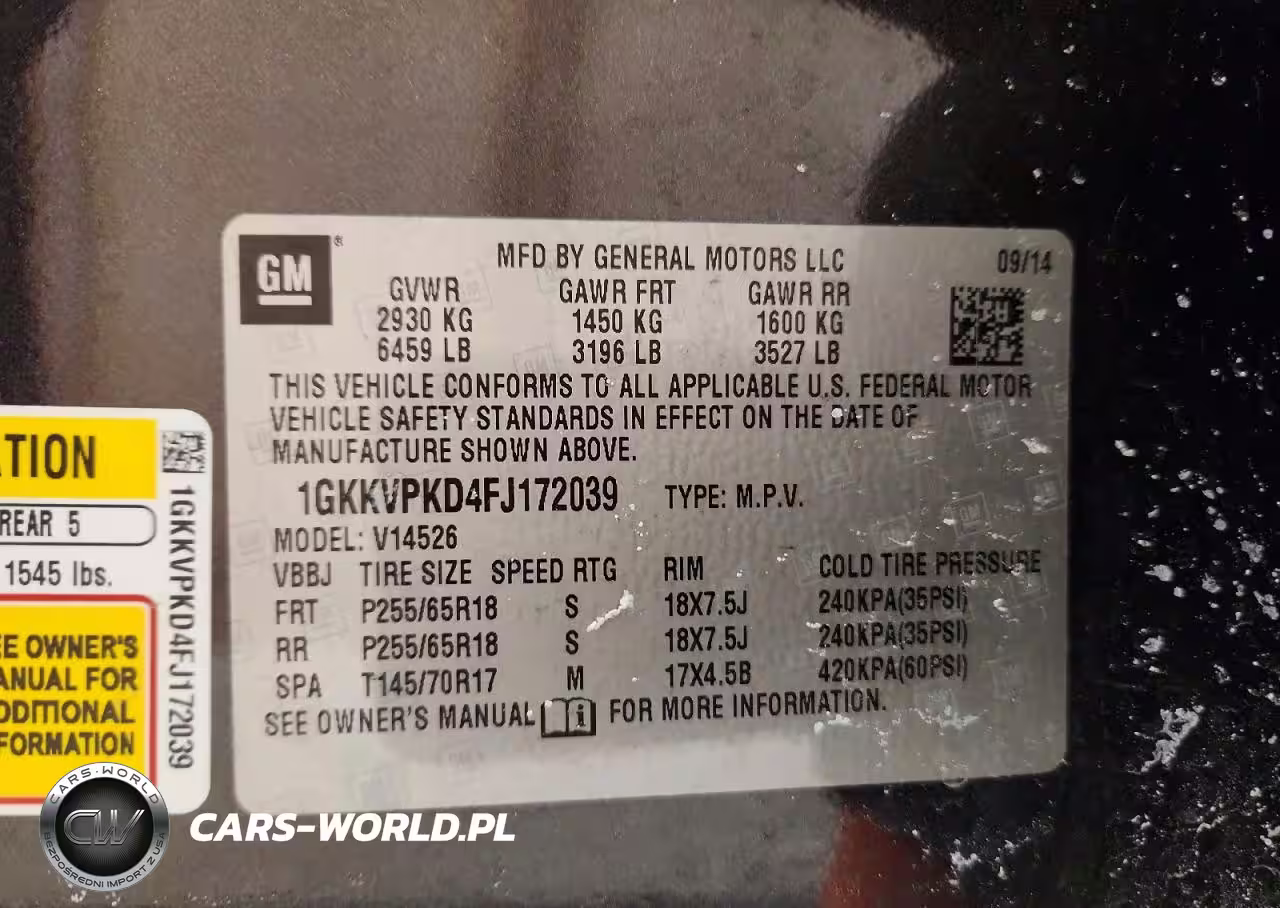 GM
®
MFD BY GENERAL MOTORS LLC
09/14
GVWR GAWR FRT GAWR RR
2930 KG 1450 KG 1600 KG
6459 LB 3196 LB 3527 LB
THIS VEHICLE CONFORMS TO ALL APPLICABLE U.S. FEDERAL MOTOR
VEHICLE SAFETY STANDARDS IN EFFECT ON THE DATE OF
MANUFACTURE SHOWN ABOVE.
1GKKVPKD4FJ172039 TYPE: M.P.V.
MODEL: V14526
VBBJ TIRE SIZE SPEED RTG RIM COLD TIRE PRESSURE
FRT P255/65R18 S 18X7.5J 240KPA(35PSI)
RR P255/65R18 S 18X7.5J 240KPA(35PSI)
SPA T145/70R17 M 17X4.5B 420KPA(60PSI)
SEE OWNER'S MANUAL FOR MORE INFORMATION.
ATION
REAR 5
1545 lbs.
EE OWNER'S
ANUAL FOR
DDITIONAL
FORMATION
1GKKVPKD4FJ172039
CARS-WORLD
CW
BEZPOŚREDNI IMPORT Z USA
CARS-WORLD.PL